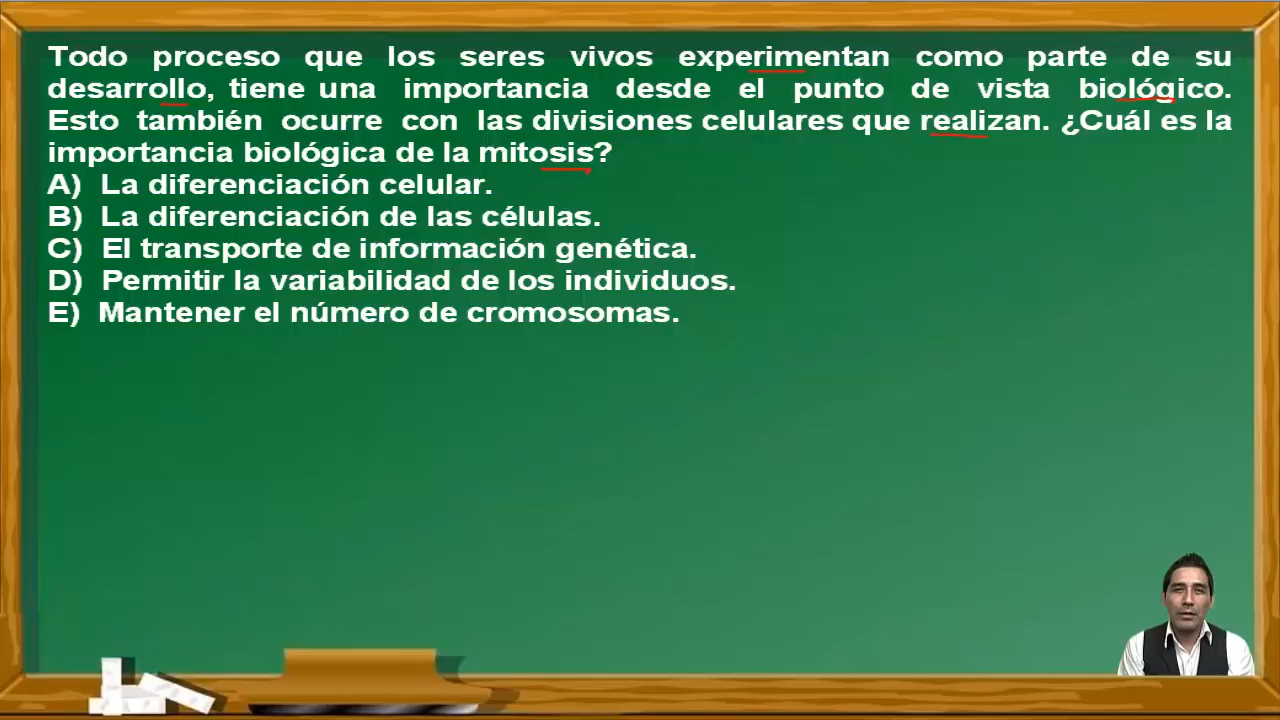 Todo proceso que los seres vivos experimentan como parte de su
desarrollo, tiene una importancia desde el punto de vista biológico.
Esto también ocurre con las divisiones celulares que realizan. ¿Cuál es la
importancia biológica de la mitosis?
A) La diferenciación celular.
B) La diferenciación de las células.
C) El transporte de información genética.
D) Permitir la variabilidad de los individuos.
E) Mantener el número de cromosomas.